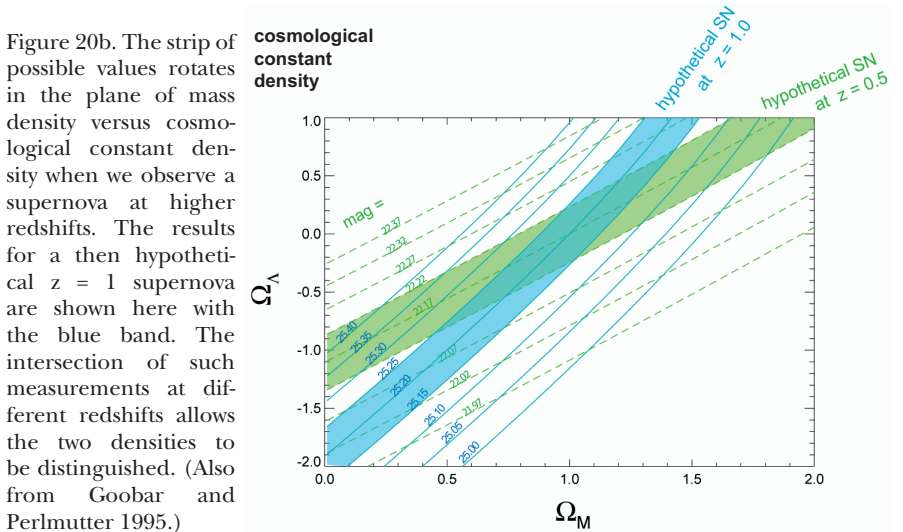 Figure 20b. The strip of
possible values rotates
in the plane of mass
density versus cosmo-
logical constant den-
sity when we observe a
supernova at higher
redshifts. The results
for a then hypotheti-
cal z = 1 supernova
are shown here with
the blue band. The
intersection of such
measurements at dif-
ferent redshifts allows
the two densities to
be distinguished. (Also
from Goobar and
Perlmutter 1995.)
cosmological
constant
density
hypothetical SN
at z = 1.0
hypothetical SN
at z = 0.5
1.0
0.5
0.0
-0.5
-1.0
-1.5
-2.0
Ω_Λ
mag =
22.37
22.32
22.27
22.22
22.17
22.07
22.02
21.97
25.40
25.35
25.30
25.25
25.20
25.15
25.10
25.05
25.00
0.0
0.5
1.0
1.5
2.0
Ω_M